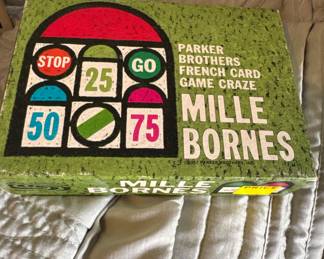 STOP
25
GO
50
75
PARKER
BROTHERS
FRENCH CARD
GAME CRAZE
MILLE
BORNES
MILLE
BORNES